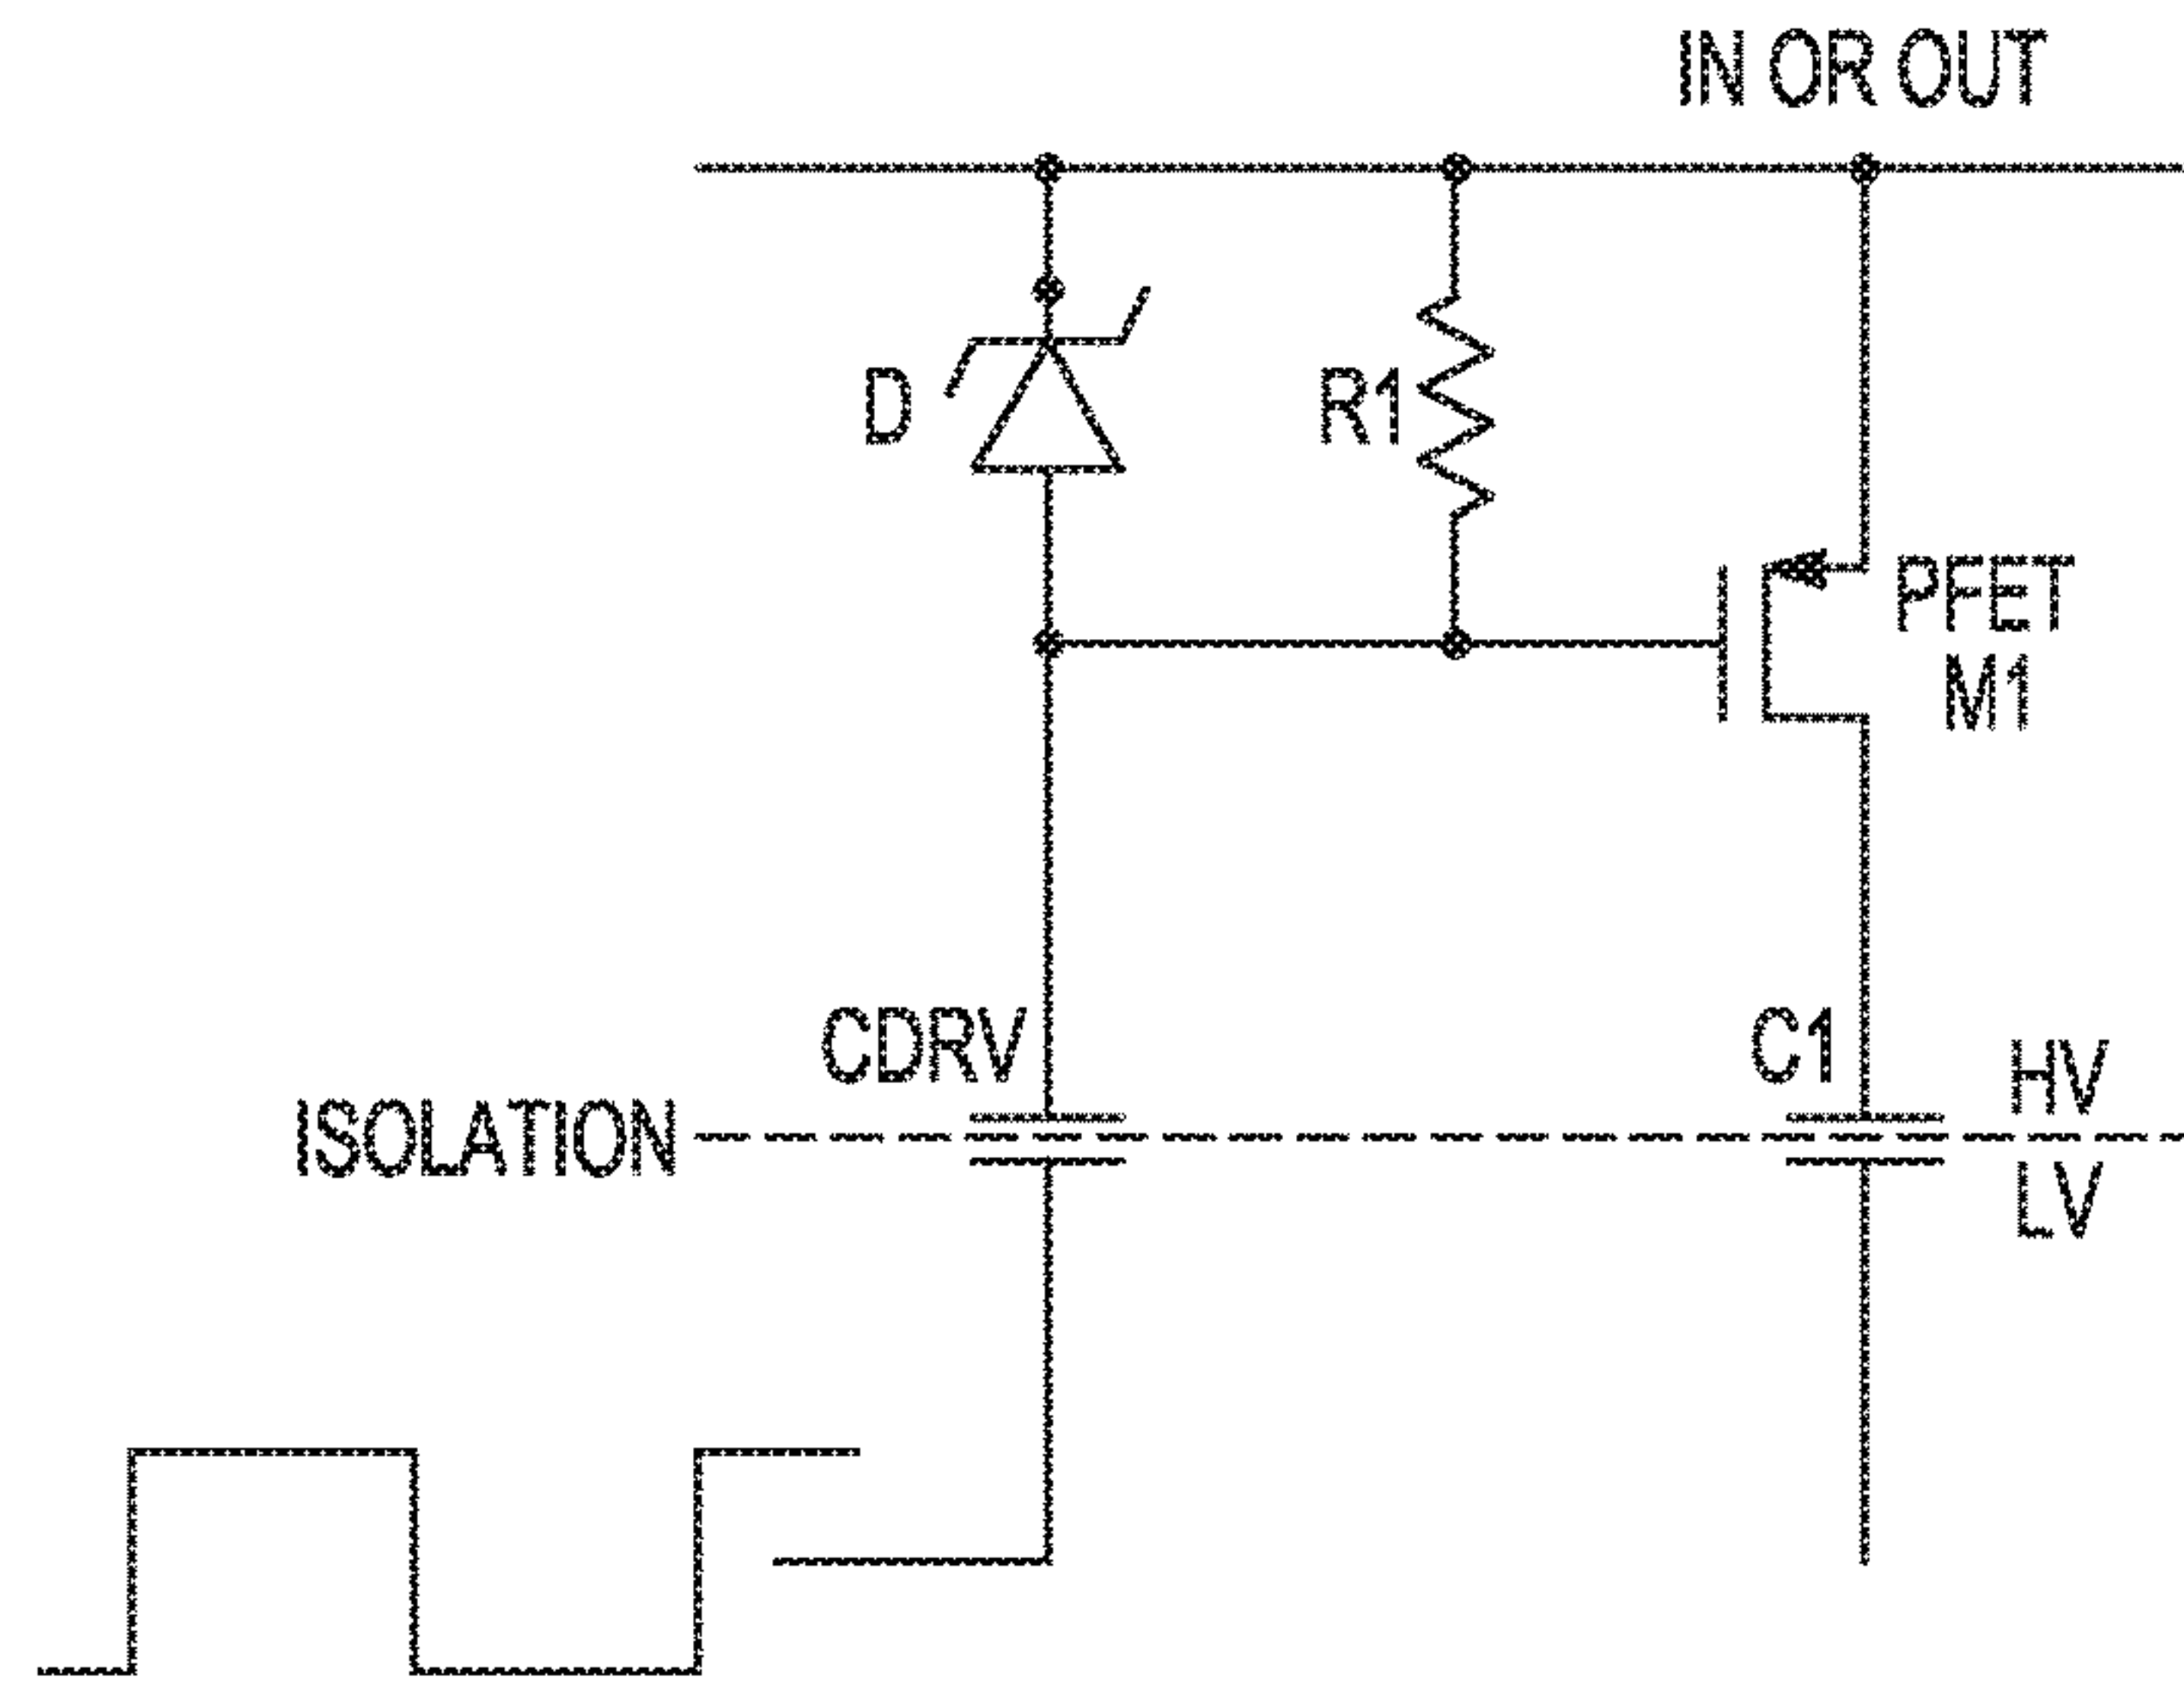 IN OR OUT
D
R1
PFET
M1
CDRV
C1
HV
ISOLATION
LV